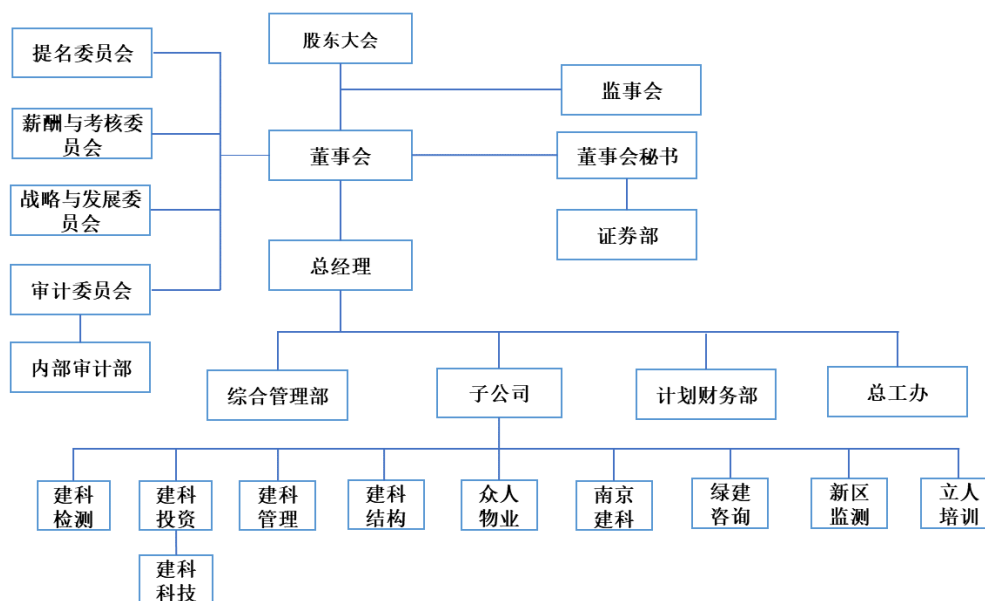 股东大会
提名委员会
监事会
薪酬与考核委
员会
董事会
董事会秘书
战略与发展委
员会
证券部
总经理
审计委员会
内部审计部
综合管理部
子公司
计划财务部
总工办
建科
检测
建科
投资
建科
管理
建科
结构
众人
物业
南京
建科
绿建
咨询
新区
监测
立人
培训
建科
科技